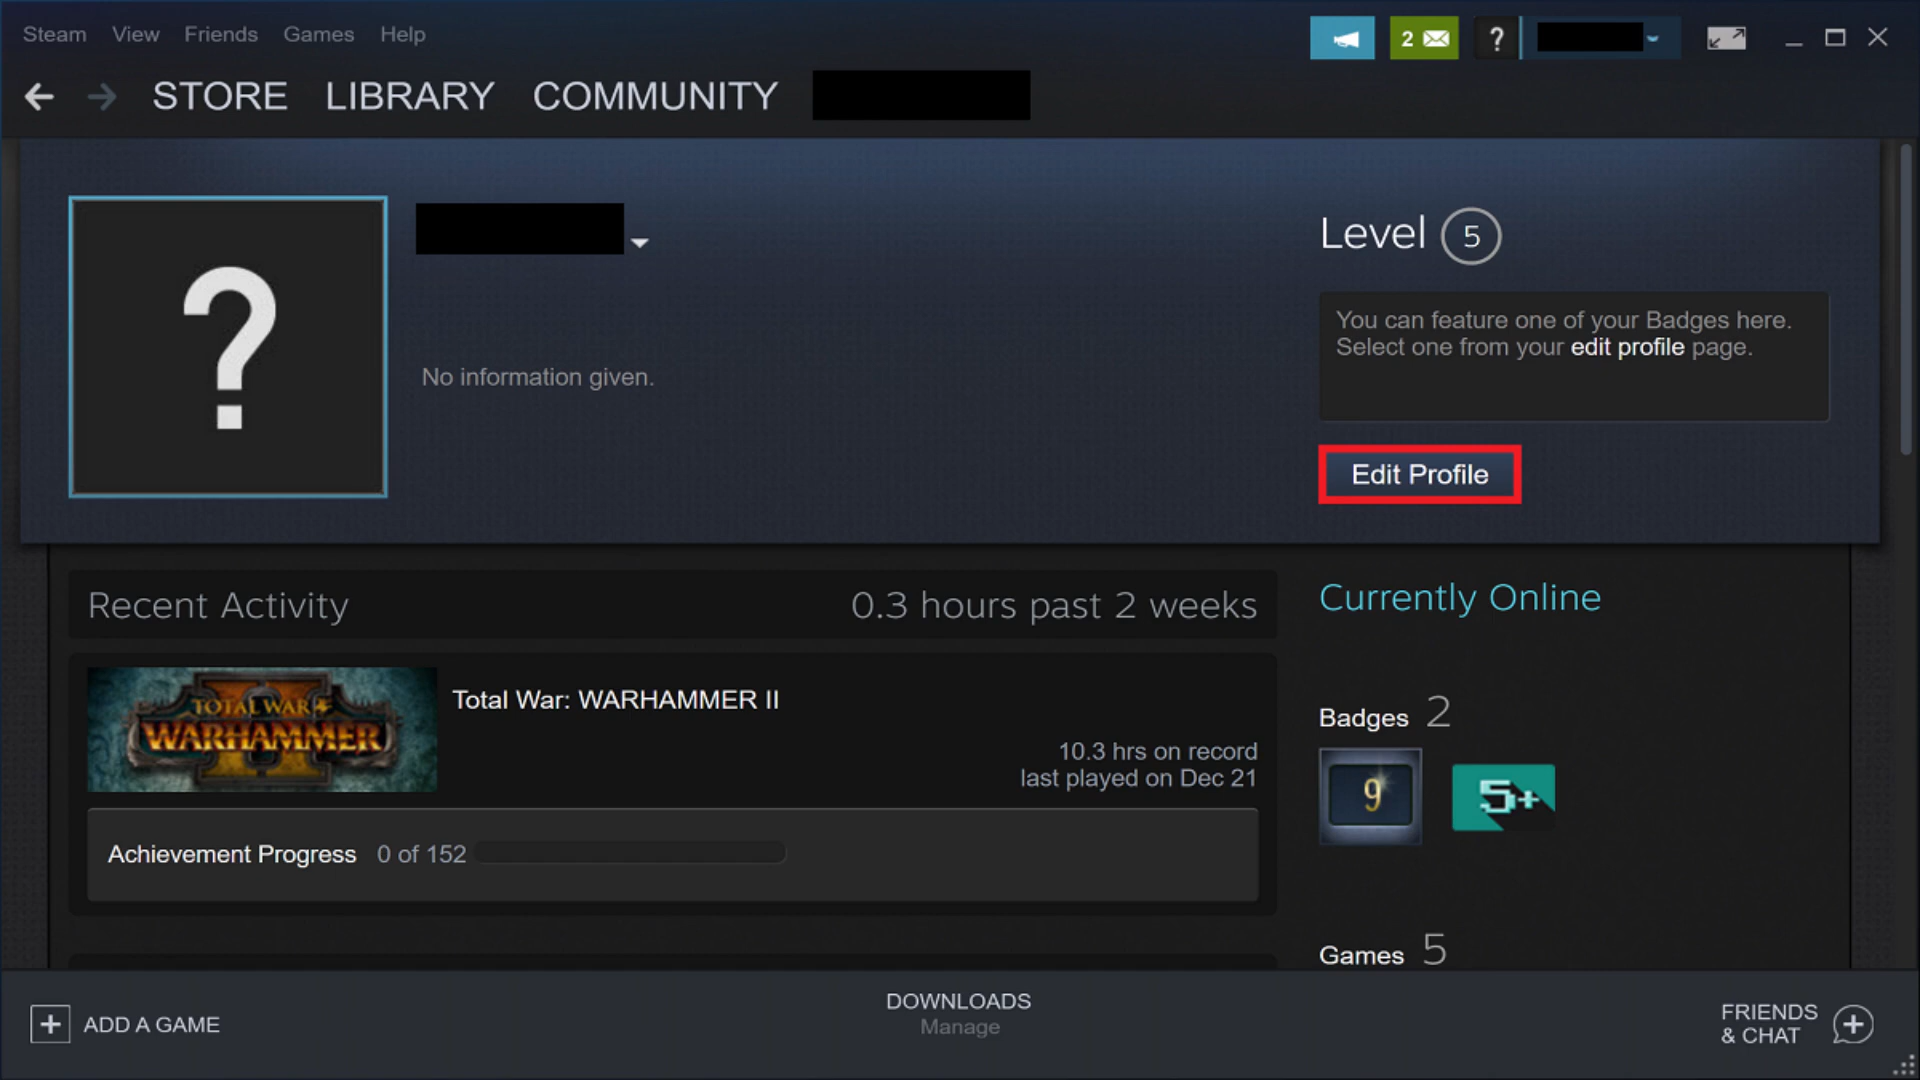 Steam View Friends Games Help
2
?
STORE LIBRARY COMMUNITY
?
Level 5
You can feature one of your Badges here.
Select one from your edit profile page.
No information given.
Edit Profile
Recent Activity 0.3 hours past 2 weeks
Currently Online
TOTAL WAR
WARHAMMER
II
Total War: WARHAMMER II
10.3 hrs on record
last played on Dec 21
Achievement Progress 0 of 152
Badges 2
9
5+
Games 5
ADD A GAME
DOWNLOADS
Manage
FRIENDS
& CHAT